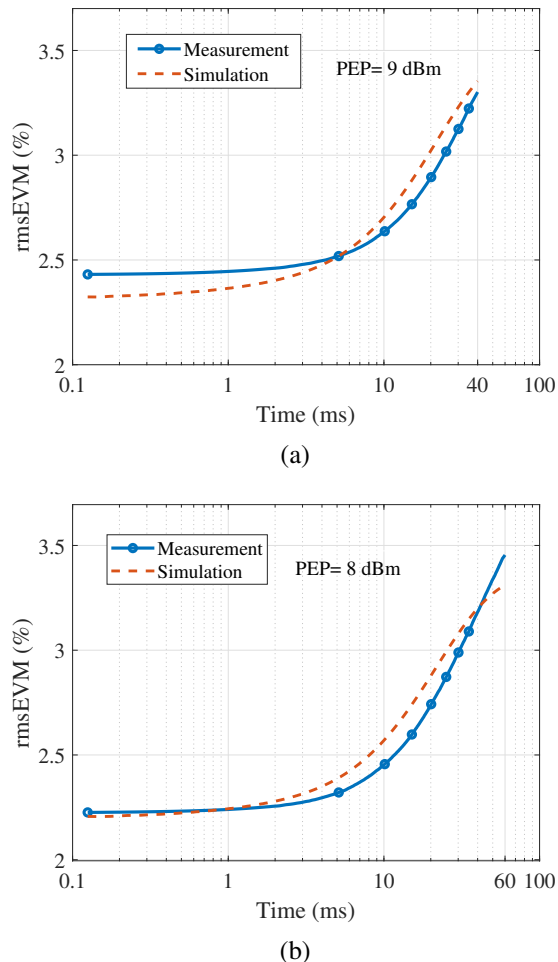 3.5
3
2.5
2
rmsEVM (%)
Measurement
Simulation
PEP= 9 dBm
0.1 1 10 40 100
Time (ms)
(a)
3.5
3
2.5
2
rmsEVM (%)
Measurement
Simulation
PEP= 8 dBm
0.1 1 10 60 100
Time (ms)
(b)